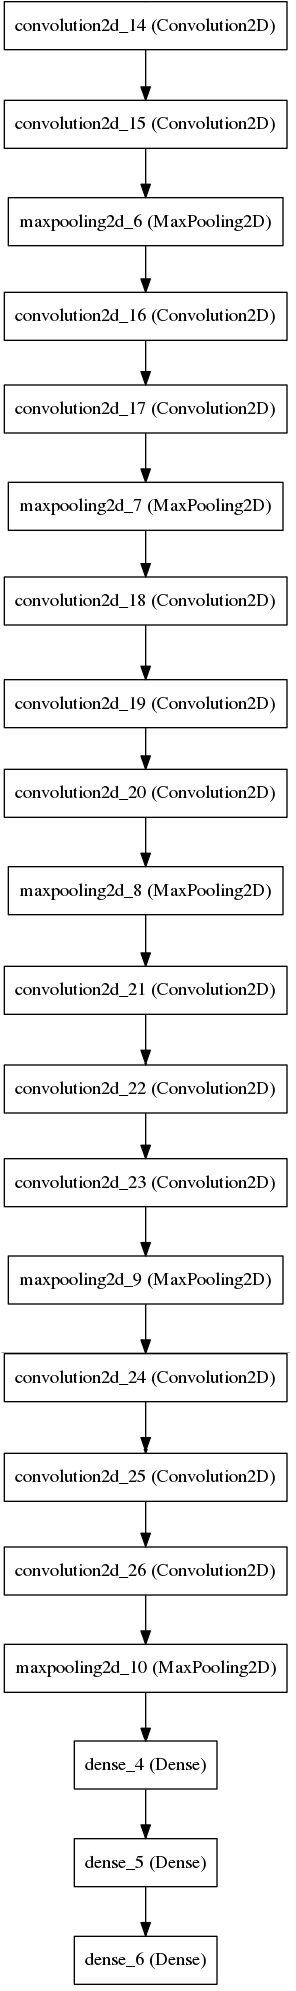 convolution2d_14 (Convolution2D)
convolution2d_15 (Convolution2D)
maxpooling2d_6 (MaxPooling2D)
convolution2d_16 (Convolution2D)
convolution2d_17 (Convolution2D)
maxpooling2d_7 (MaxPooling2D)
convolution2d_18 (Convolution2D)
convolution2d_19 (Convolution2D)
convolution2d_20 (Convolution2D)
maxpooling2d_8 (MaxPooling2D)
convolution2d_21 (Convolution2D)
convolution2d_22 (Convolution2D)
convolution2d_23 (Convolution2D)
maxpooling2d_9 (MaxPooling2D)
convolution2d_24 (Convolution2D)
convolution2d_25 (Convolution2D)
convolution2d_26 (Convolution2D)
maxpooling2d_10 (MaxPooling2D)
dense_4 (Dense)
dense_5 (Dense)
dense_6 (Dense)